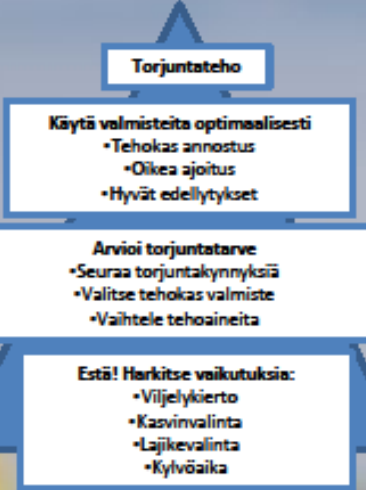 Torjuntateho
Käytä valmisteita optimaalisesti
•Tehokas annostus
•Oikea ajoitus
•Hyvät edellytykset
Arvioi torjuntatarve
•Seuraa torjuntakynnyksiä
•Valitse tehokas valmiste
•Vaihtele tehoaineita
Estä! Harkitse vaikutuksia:
•Viljelykierto
•Kasvinvalinta
•Lajikevalinta
•Kylvöaika